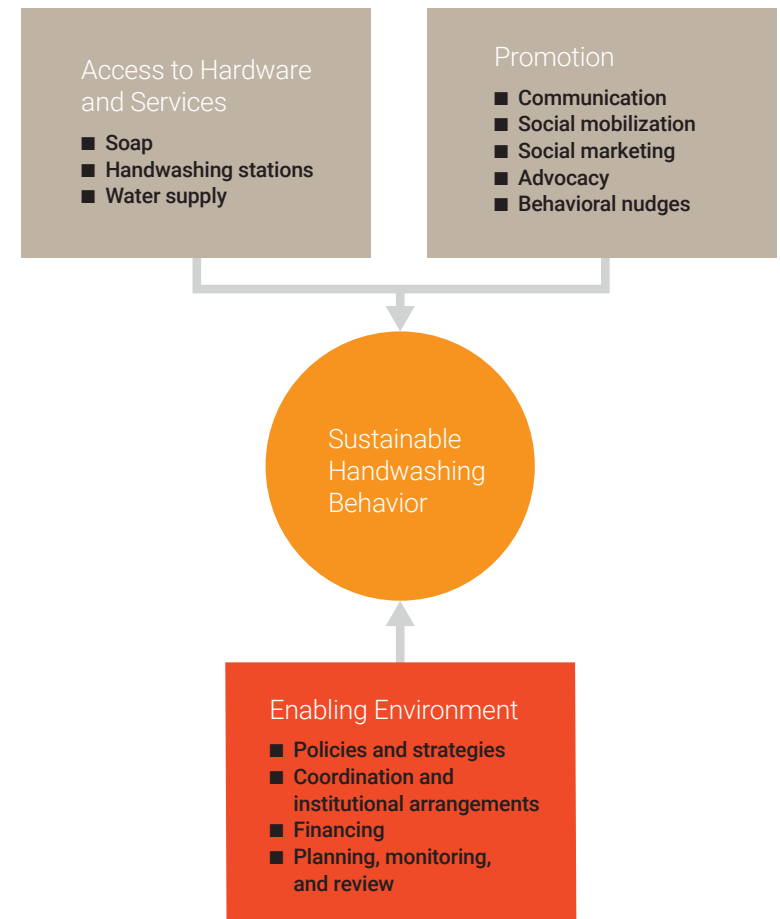 Access to Hardware
and Services
■ Soap
■ Handwashing stations
■ Water supply
Promotion
■ Communication
■ Social mobilization
■ Social marketing
■ Advocacy
■ Behavioral nudges
Sustainable
Handwashing
Behavior
Enabling Environment
■ Policies and strategies
■ Coordination and
institutional arrangements
■ Financing
■ Planning, monitoring,
and review